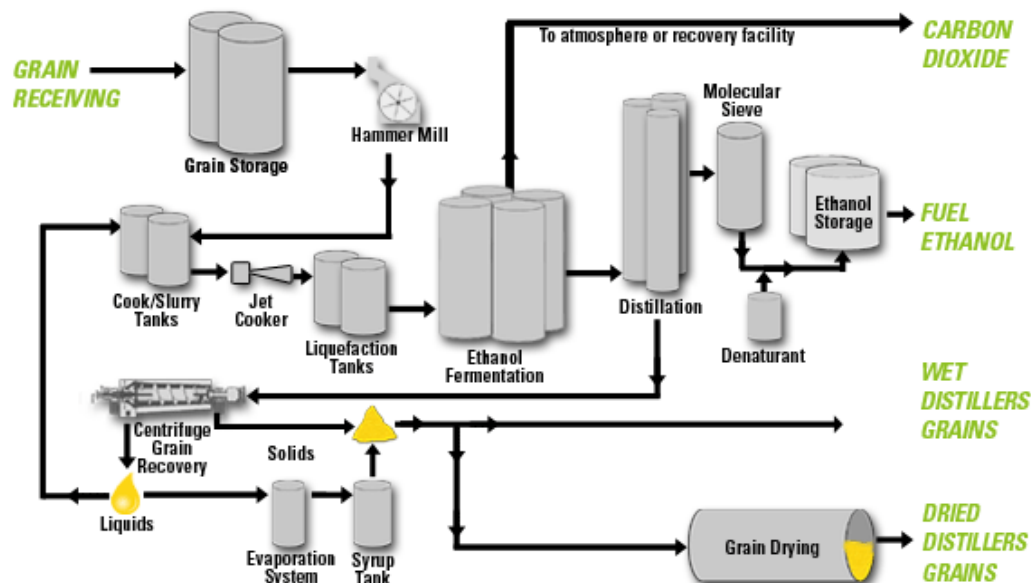 To atmosphere or recovery facility
CARBON
DIOXIDE
GRAIN
RECEIVING
Hammer Mill
Grain Storage
Molecular
Sieve
Ethanol
Storage
FUEL
ETHANOL
Cook/Slurry
Tanks
Jet
Cooker
Liquefaction
Tanks
Ethanol
Fermentation
Distillation
Denaturant
WET
DISTILLERS
GRAINS
Centrifuge
Grain
Recovery
Solids
Liquids
Evaporation
System
Syrup
Tank
Grain Drying
DRIED
DISTILLERS
GRAINS